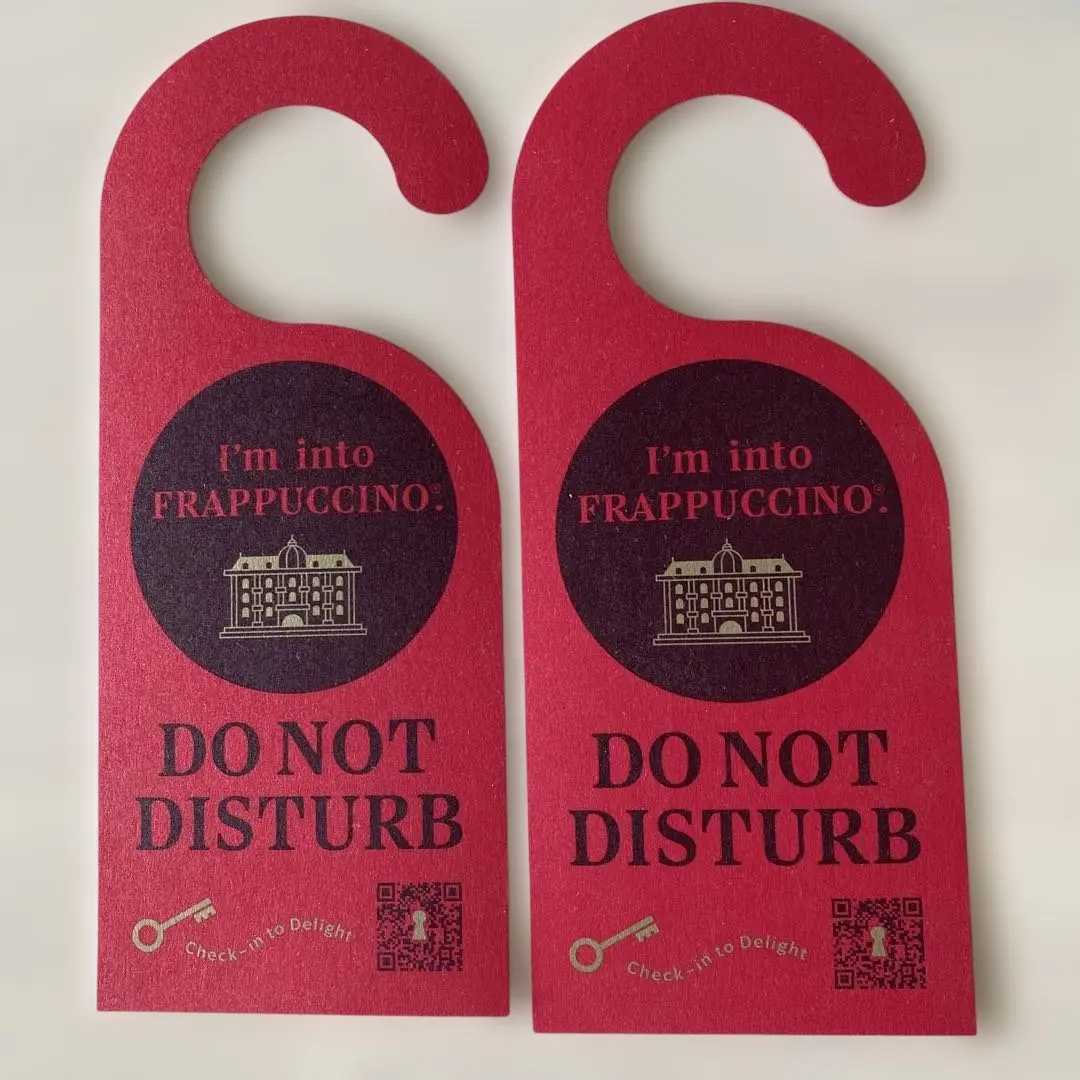 I'm into
FRAPPUCCINO®.
DO NOT
DISTURB
Check-in to Delight
I'm into
FRAPPUCCINO®.
DO NOT
DISTURB
Check-in to Delight